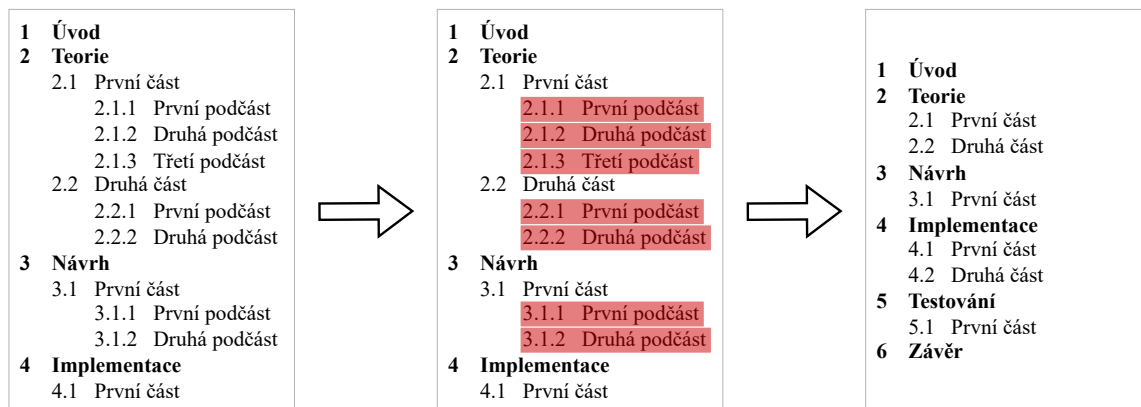 1 Úvod
2 Teorie
2.1 První část
2.1.1 První podčást
2.1.2 Druhá podčást
2.1.3 Třetí podčást
2.2 Druhá část
2.2.1 První podčást
2.2.2 Druhá podčást
3 Návrh
3.1 První část
3.1.1 První podčást
3.1.2 Druhá podčást
4 Implementace
4.1 První část
1 Úvod
2 Teorie
2.1 První část
2.1.1 První podčást
2.1.2 Druhá podčást
2.1.3 Třetí podčást
2.2 Druhá část
2.2.1 První podčást
2.2.2 Druhá podčást
3 Návrh
3.1 První část
3.1.1 První podčást
3.1.2 Druhá podčást
4 Implementace
4.1 První část
1 Úvod
2 Teorie
2.1 První část
2.2 Druhá část
3 Návrh
3.1 První část
4 Implementace
4.1 První část
4.2 Druhá část
5 Testování
5.1 První část
6 Závěr